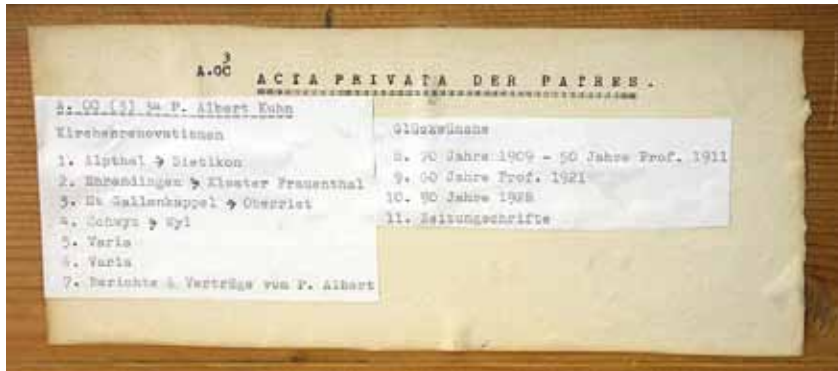 A.OC 3
ACTA PRIVATA DER PATRES.
A. OC (3) 34 P. Albert Kuhn
Kirchenrenovationen
1. Alpthal → Dietikon
2. Ehrendingen → Kloster Frauenthal
3. St Gallenkappel → Oberriet
4. Schwyz → Wyl
5. Varia
6. Varia
7. Berichte & Verträge von P. Albert
Glückwünsche
8. 70 Jahre 1909 - 50 Jahre Prof. 1911
9. 60 Jahre Prof. 1921
10. 90 Jahre 1928
11. Zeitungschrifte